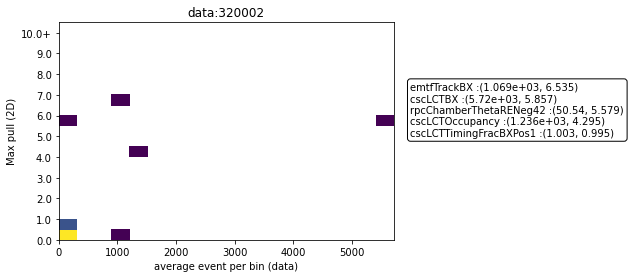 data:320002
10.0+
9.0
8.0
7.0
6.0
5.0
4.0
3.0
2.0
1.0
0.0
Max pull (2D)
0 1000 2000 3000 4000 5000
average event per bin (data)
emtfTrackBX :(1.069e+03, 6.535)
cscLCTBX :(5.72e+03, 5.857)
rpcChamberThetaRENeg42 :(50.54, 5.579)
cscLCTOccupancy :(1.236e+03, 4.295)
cscLCTTimingFracBXPos1 :(1.003, 0.995)